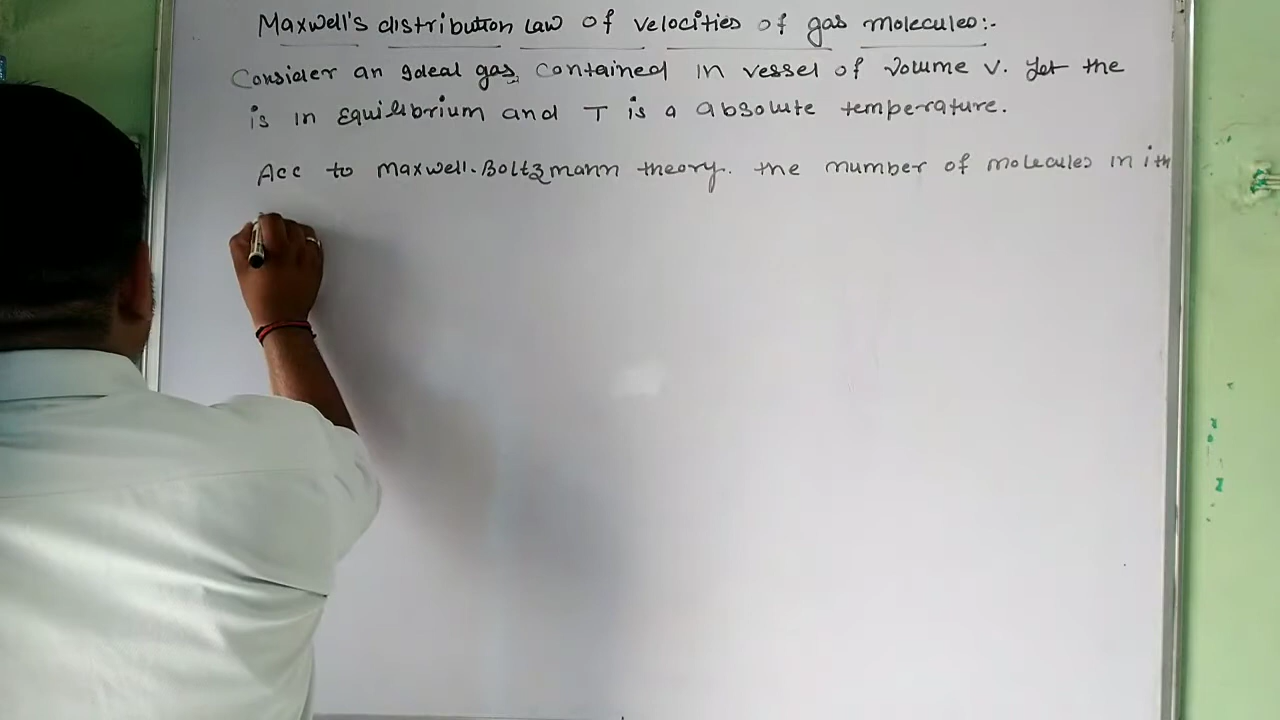 Maxwell's distribution law of velocities of gas molecules:-
Consider an ideal gas contained in vessel of volume V. Let the
is in equilibrium and T is a absolute temperature.
Acc to Maxwell-Boltzmann theory. the number of molecules in ith